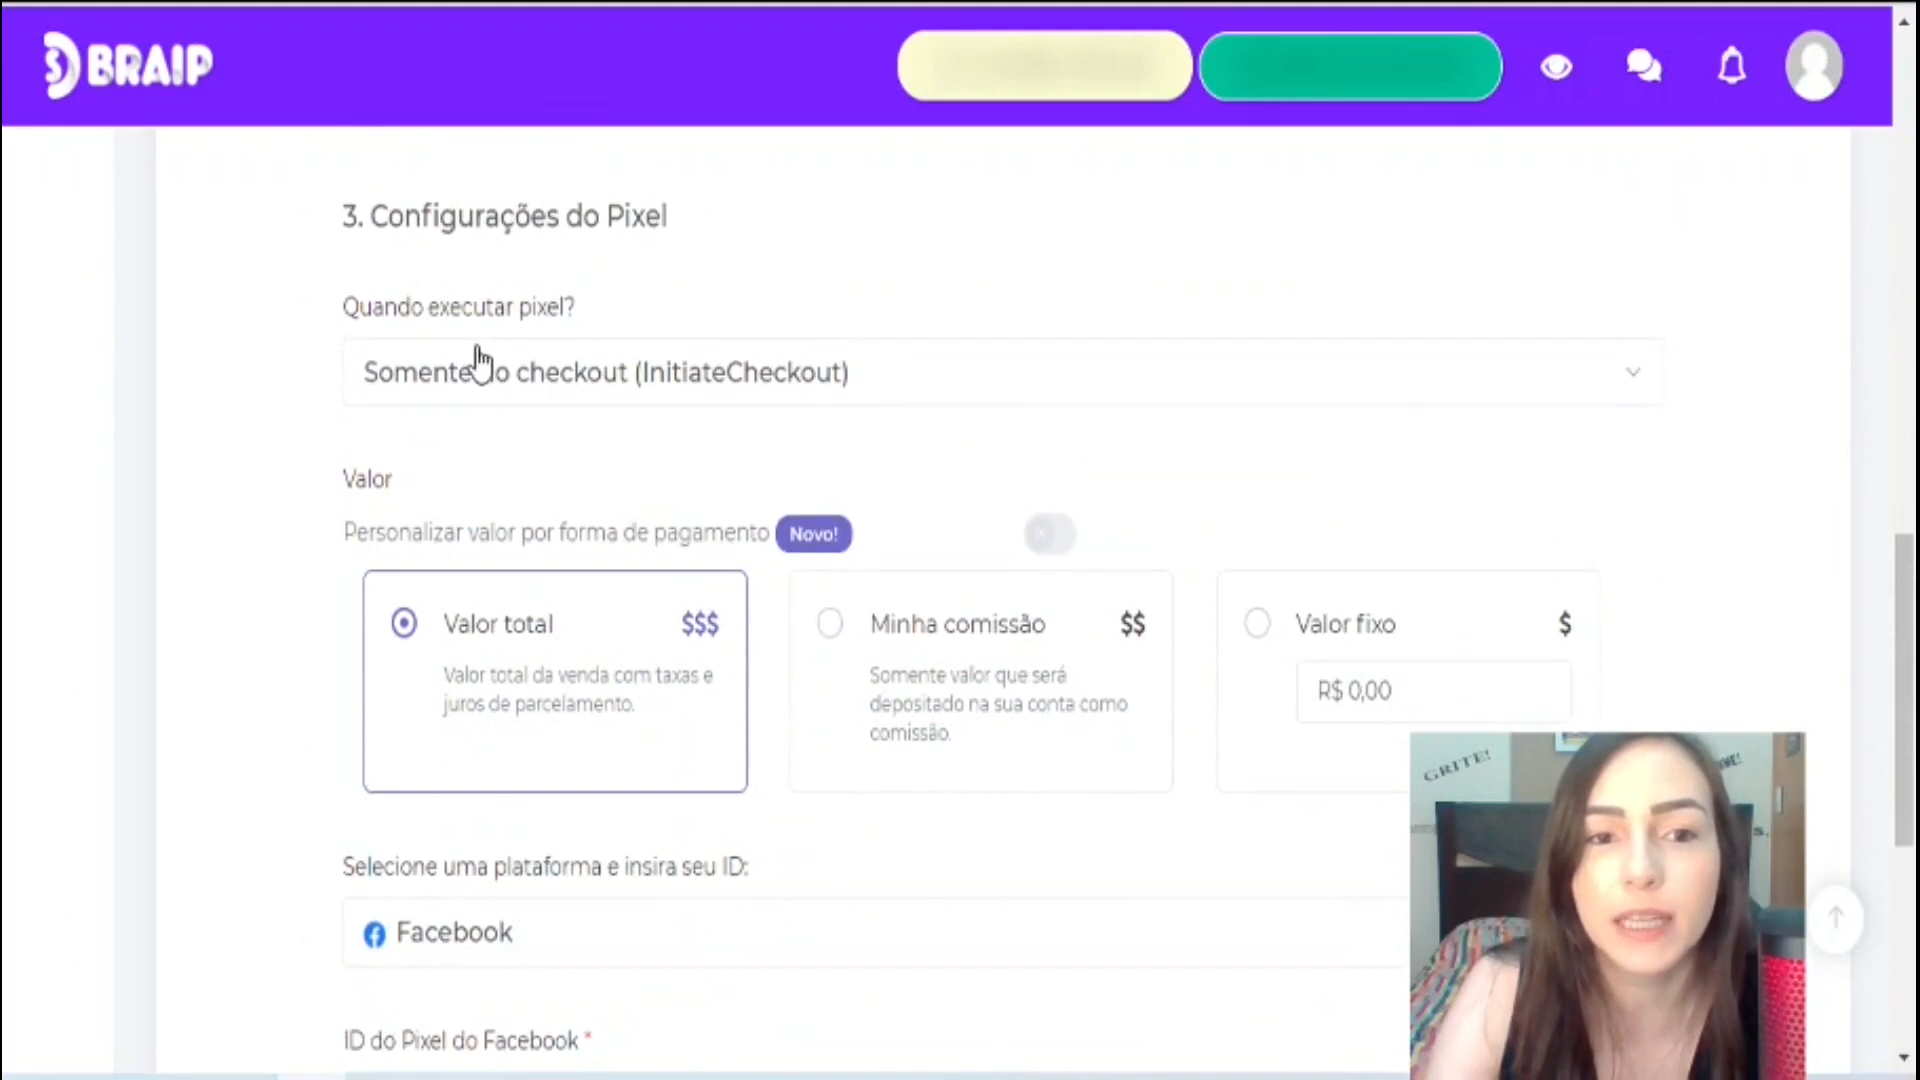 BRAIP
3. Configurações do Pixel
Quando executar pixel?
Somente no checkout (InitiateCheckout)
Valor
Personalizar valor por forma de pagamento Novo!
Valor total $$$
Valor total da venda com taxas e
juros de parcelamento.
Minha comissão $$
Somente valor que será
depositado na sua conta como
comissão.
Valor fixo $
R$ 0,00
GRITE!
Selecione uma plataforma e insira seu ID:
Facebook
ID do Pixel do Facebook *